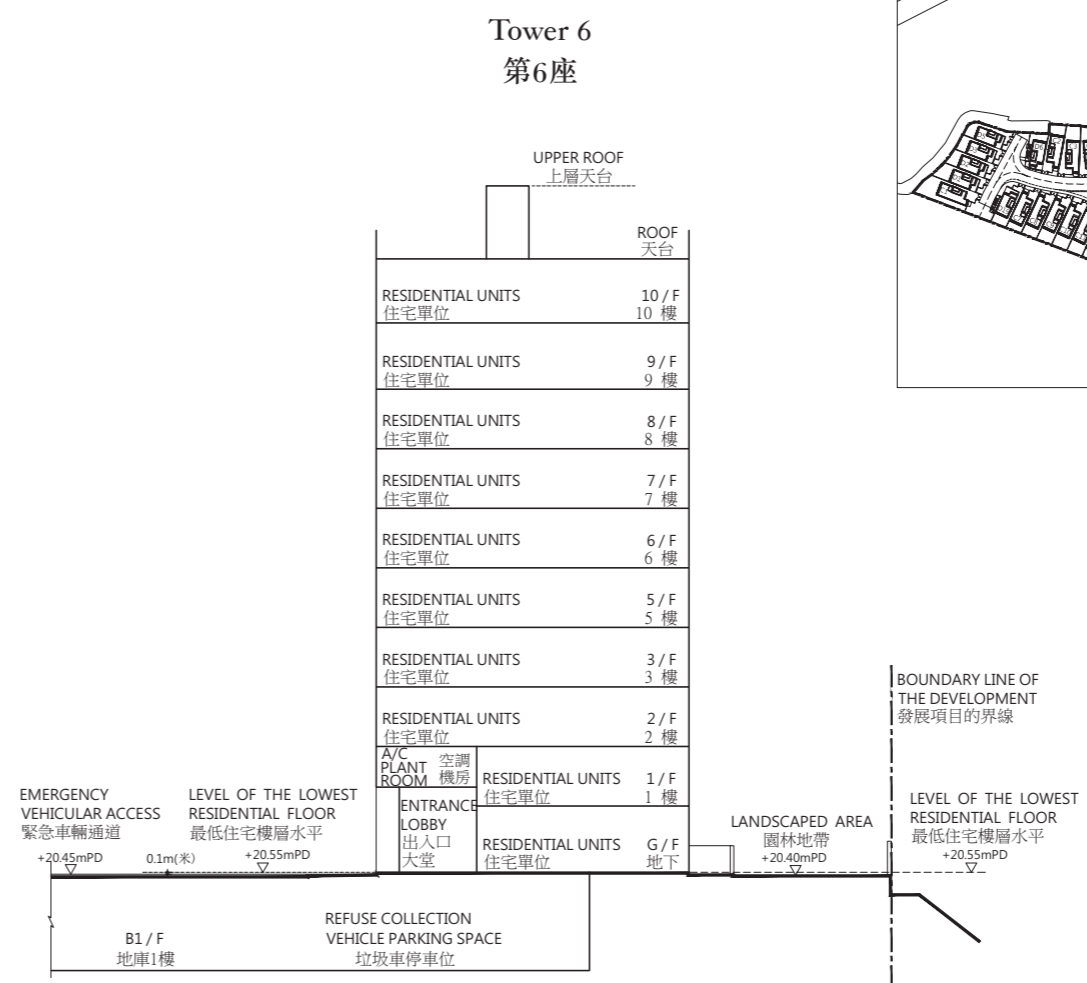 Tower 6
第6座
UPPER ROOF
上層天台
ROOF
天台
RESIDENTIAL UNITS 10 / F
住宅單位 10 樓
RESIDENTIAL UNITS 9 / F
住宅單位 9 樓
RESIDENTIAL UNITS 8 / F
住宅單位 8 樓
RESIDENTIAL UNITS 7 / F
住宅單位 7 樓
RESIDENTIAL UNITS 6 / F
住宅單位 6 樓
RESIDENTIAL UNITS 5 / F
住宅單位 5 樓
RESIDENTIAL UNITS 3 / F
住宅單位 3 樓
RESIDENTIAL UNITS 2 / F
住宅單位 2 樓
A/C
PLANT
ROOM
空調
機房
RESIDENTIAL UNITS 1 / F
住宅單位 1 樓
ENTRANCE
LOBBY
出入口
大堂
RESIDENTIAL UNITS G / F
住宅單位 地下
EMERGENCY
VEHICULAR ACCESS
緊急車輛通道
+20.45mPD
0.1m(米)
LEVEL OF THE LOWEST
RESIDENTIAL FLOOR
最低住宅樓層水平
+20.55mPD
LANDSCAPED AREA
園林地帶
+20.40mPD
BOUNDARY LINE OF
THE DEVELOPMENT
發展項目的界線
LEVEL OF THE LOWEST
RESIDENTIAL FLOOR
最低住宅樓層水平
+20.55mPD
B1 / F
地庫1樓
REFUSE COLLECTION
VEHICLE PARKING SPACE
垃圾車停車位